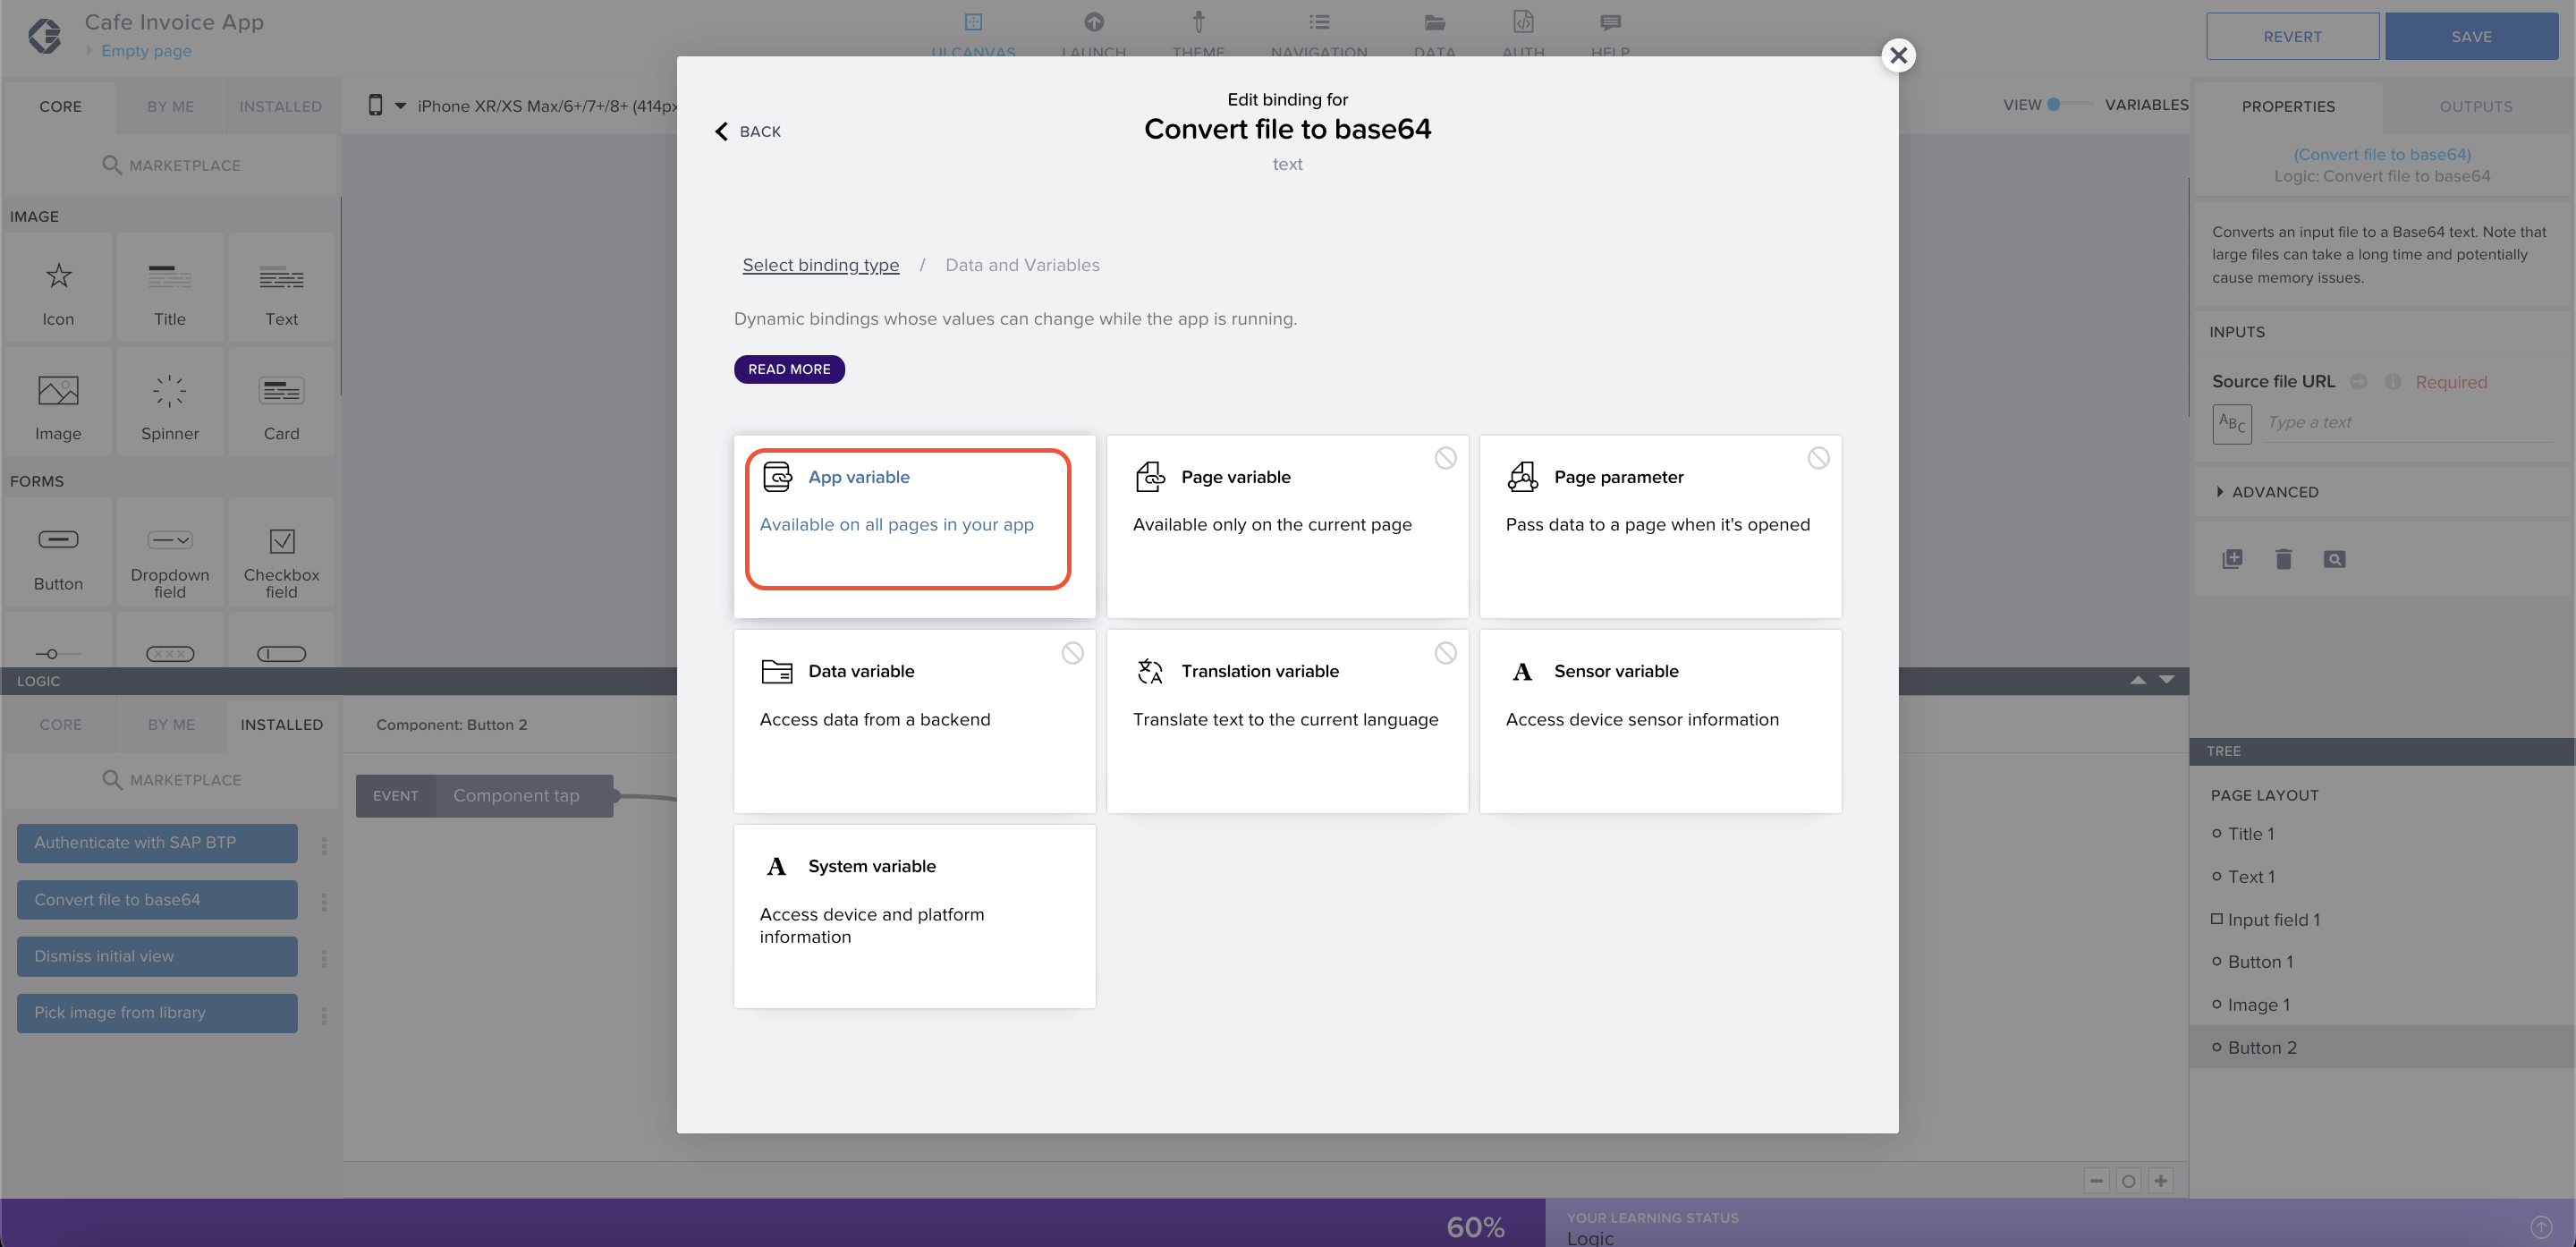 Cafe Invoice App
Empty page
UI CANVAS
LAUNCH
THEME
NAVIGATION
DATA
AUTH
HELP
REVERT
SAVE
CORE
BY ME
INSTALLED
iPhone XR/XS Max/6+/7+/8+ (414px
VIEW
VARIABLES
PROPERTIES
OUTPUTS
MARKETPLACE
IMAGE
Icon
Title
Text
Image
Spinner
Card
FORMS
Button
Dropdown
field
Checkbox
field
Edit binding for
Convert file to base64
text
BACK
Select binding type / Data and Variables
Dynamic bindings whose values can change while the app is running.
READ MORE
App variable
Available on all pages in your app
Page variable
Available only on the current page
Page parameter
Pass data to a page when it's opened
Data variable
Access data from a backend
Translation variable
Translate text to the current language
Sensor variable
Access device sensor information
System variable
Access device and platform
information
(Convert file to base64)
Logic: Convert file to base64
Converts an input file to a Base64 text. Note that
large files can take a long time and potentially
cause memory issues.
INPUTS
Source file URL
Required
ABC
Type a text
ADVANCED
LOGIC
CORE
BY ME
INSTALLED
Component: Button 2
MARKETPLACE
EVENT
Component tap
Authenticate with SAP BTP
Convert file to base64
Dismiss initial view
Pick image from library
TREE
PAGE LAYOUT
Title 1
Text 1
Input field 1
Button 1
Image 1
Button 2
60%
YOUR LEARNING STATUS
Logic